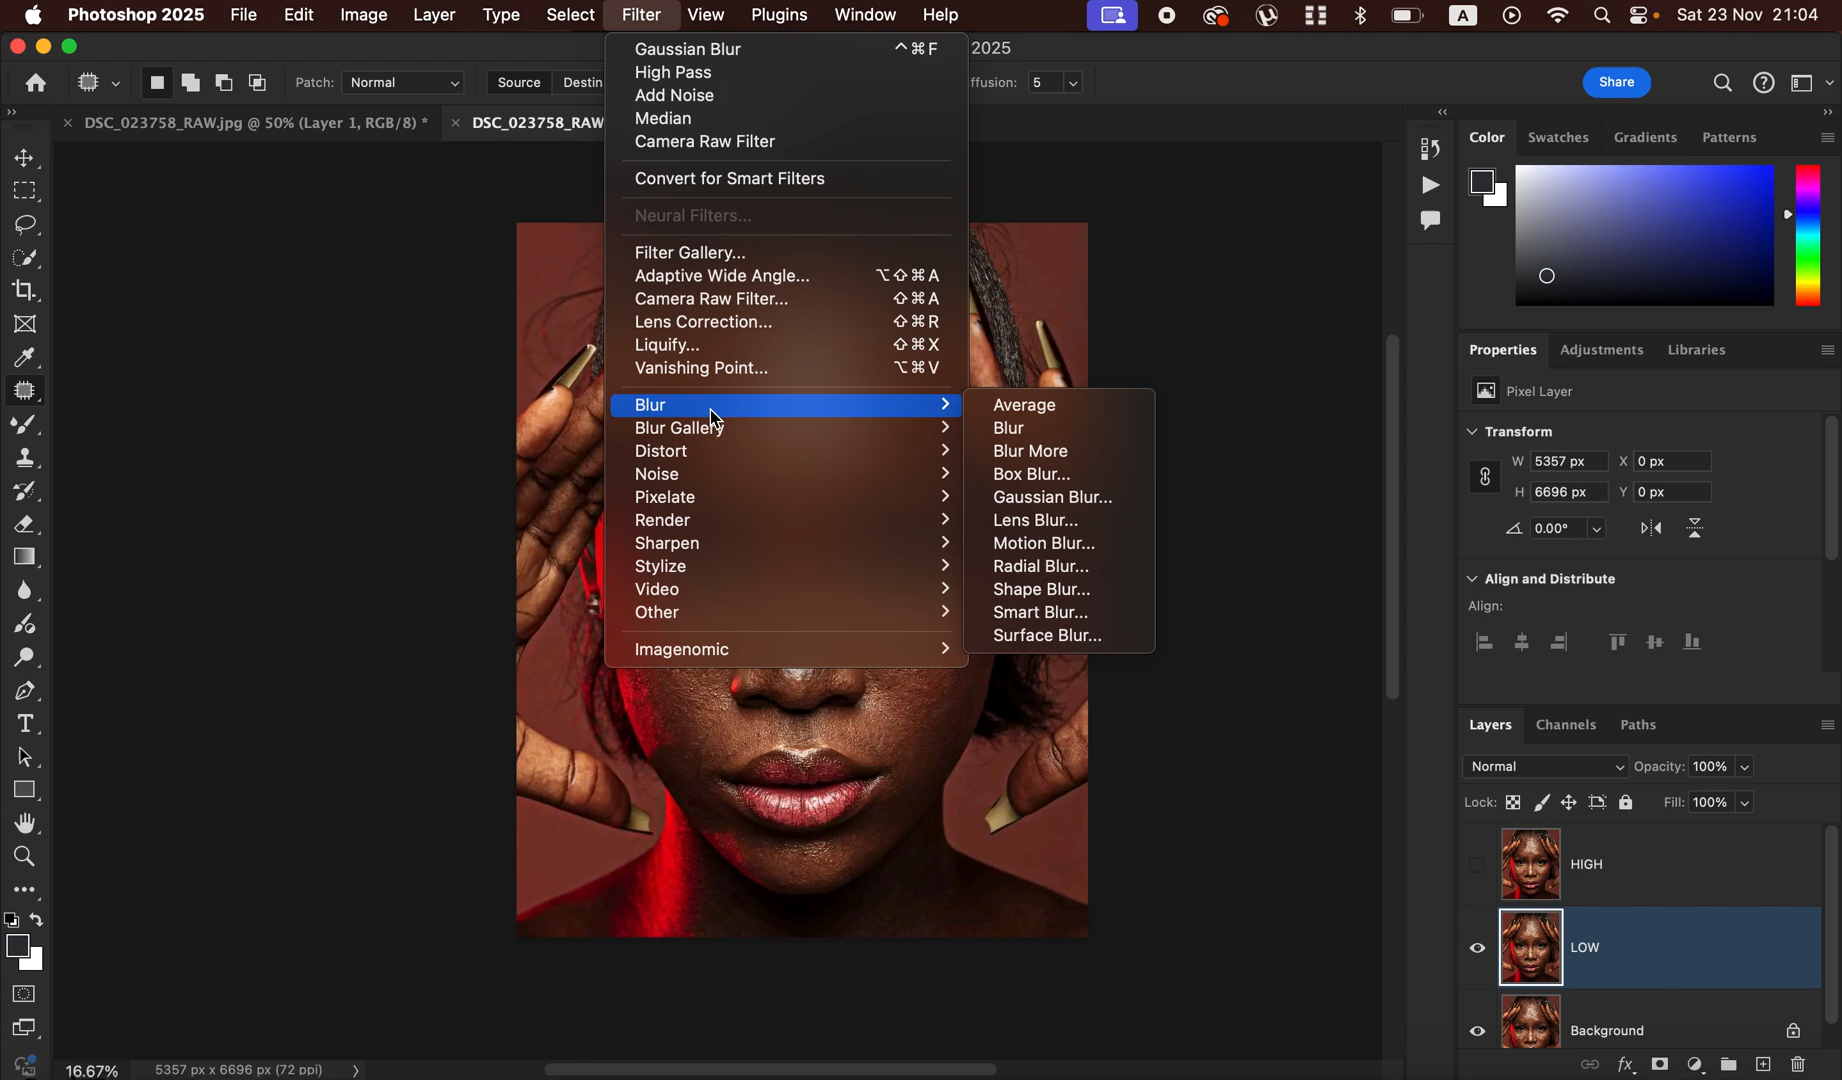 Photoshop 2025 File Edit Image Layer Type Select Filter View Plugins Window Help A Sat 23 Nov 21:04
2025
Patch: Normal Source Destin ffusion: 5 Share
DSC_023758_RAW.jpg @ 50% (Layer 1, RGB/8) * DSC_023758_RAW
Gaussian Blur ^⌘F
High Pass
Add Noise
Median
Camera Raw Filter
Convert for Smart Filters
Neural Filters...
Filter Gallery...
Adaptive Wide Angle... ⌥⇧⌘A
Camera Raw Filter... ⇧⌘A
Lens Correction... ⇧⌘R
Liquify... ⇧⌘X
Vanishing Point... ⌥⌘V
Blur
Blur Gallery
Distort
Noise
Pixelate
Render
Sharpen
Stylize
Video
Other
Imagenomic
Average
Blur
Blur More
Box Blur...
Gaussian Blur...
Lens Blur...
Motion Blur...
Radial Blur...
Shape Blur...
Smart Blur...
Surface Blur...
Color Swatches Gradients Patterns
Properties Adjustments Libraries
Pixel Layer
Transform
W 5357 px X 0 px
H 6696 px Y 0 px
0.00°
Align and Distribute
Align:
Layers Channels Paths
Normal Opacity: 100%
Lock: Fill: 100%
HIGH
LOW
Background
fx
16.67% 5357 px x 6696 px (72 ppi)